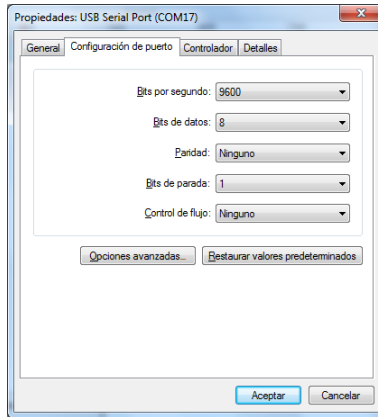 Propiedades: USB Serial Port (COM17)
General Configuración de puerto Controlador Detalles
Bits por segundo: 9600
Bits de datos: 8
Paridad: Ninguno
Bits de parada: 1
Control de flujo: Ninguno
Opciones avanzadas... Restaurar valores predeterminados
Aceptar Cancelar